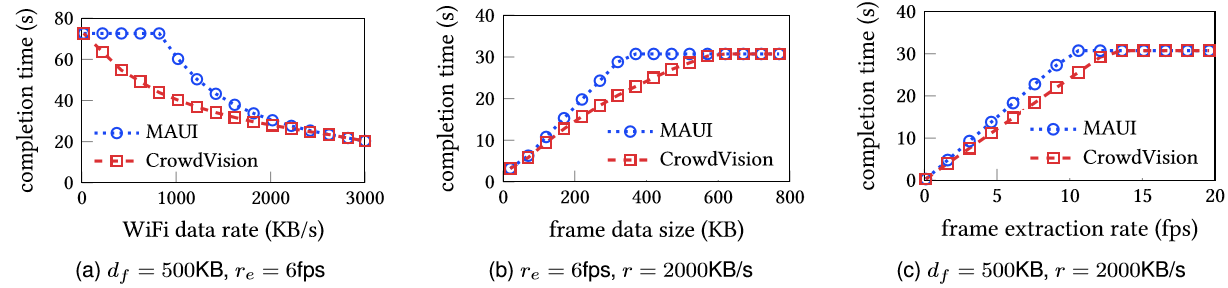 completion time (s)
80
60
40
20
0
0
1000
2000
3000
MAUI
CrowdVision
WiFi data rate (KB/s)
(a) d_f = 500KB, r_e = 6fps
completion time (s)
40
30
20
10
0
0
200
400
600
800
MAUI
CrowdVision
frame data size (KB)
(b) r_e = 6fps, r = 2000KB/s
completion time (s)
40
30
20
10
0
0
5
10
15
20
MAUI
CrowdVision
frame extraction rate (fps)
(c) d_f = 500KB, r = 2000KB/s